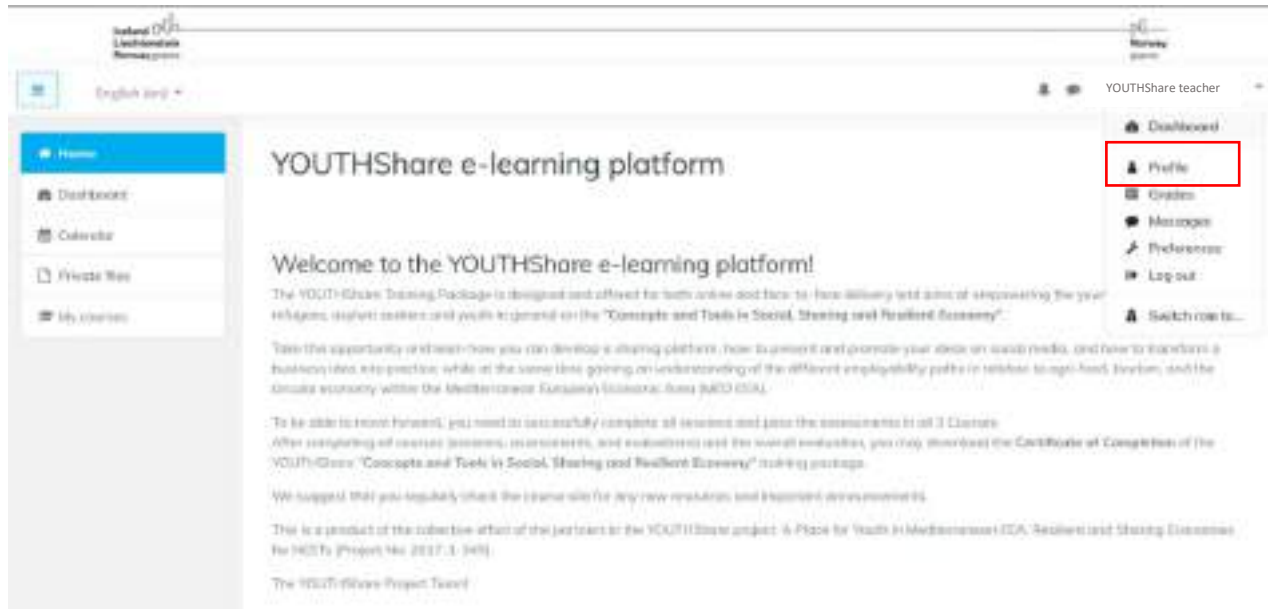 Iceland
Liechtenstein
Norway grants
Norway
grants
English (en)
YOUTHShare teacher
Dashboard
Home
Profile
YOUTHShare e-learning platform
Dashboard
Grades
Calendar
Messages
Preferences
Welcome to the YOUTHShare e-learning platform!
Private files
Log out
The YOUTHShare Training Package is designed and offered for both online and face-to-face delivery and aims at empowering the
My courses
refugees, asylum seekers and youth in general on the "Concepts and Tools in Social, Sharing and Resilient Economy".
Switch role to...
Take this opportunity and learn how you can develop a sharing platform, how to present and promote your ideas on social media, and how to transform a
business idea into practice, while at the same time gaining an understanding of the different employability paths in relation to agri-food, tourism, and the
circular economy within the Mediterranean European Economic Area (MED EEA).
To be able to move forward, you need to successfully complete all sessions and pass the assessments in all 3 Courses.
After completing all courses (sessions, assessments, and evaluations) and the overall evaluation, you may download the Certificate of Completion of the
YOUTHShare "Concepts and Tools in Social, Sharing and Resilient Economy" training package.
We suggest that you regularly check the course site for any new resources and important announcements.
This is a product of the collective effort of the partners in the YOUTHShare project: A Place for Youth in Mediterranean EEA: Resilient and Sharing Economies
for NEETs (Project No: 2017-1-345).
The YOUTHShare Project Team!